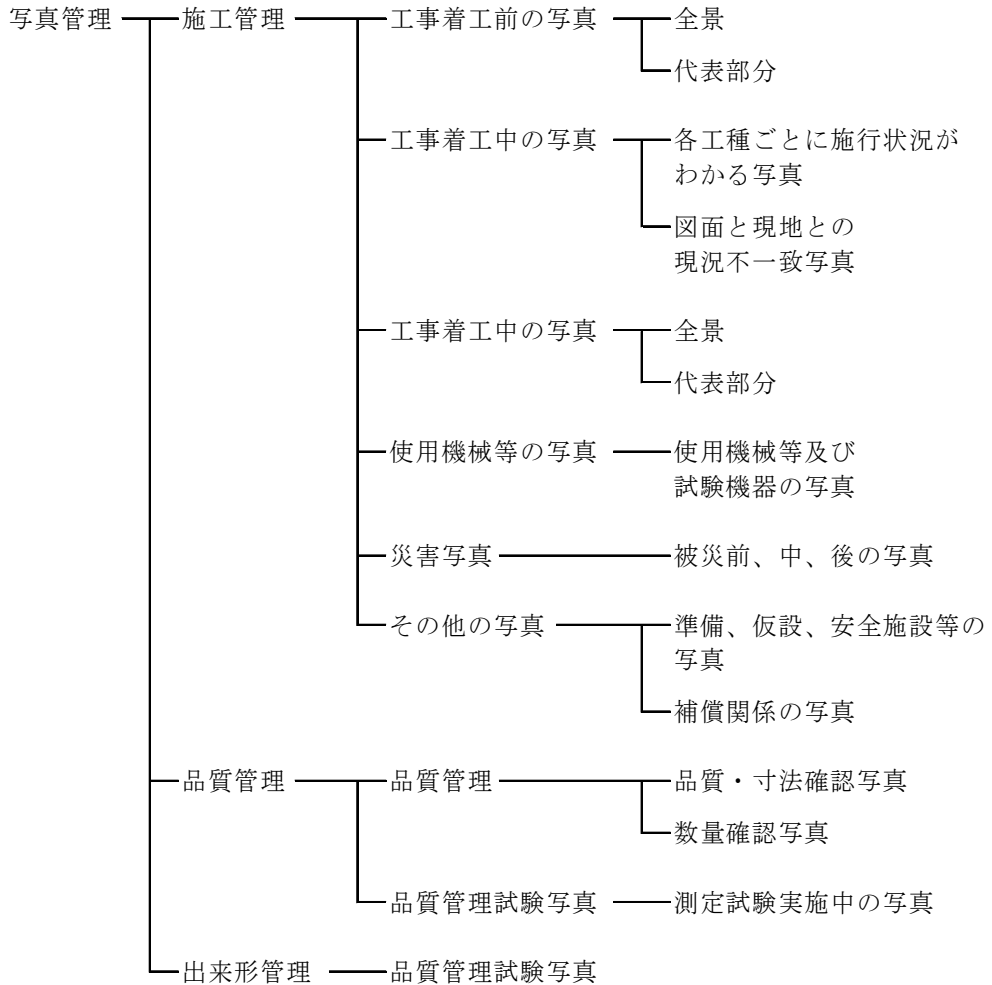 写真管理 施工管理 工事着工前の写真 全景
代表部分
工事着工中の写真 各工種ごとに施行状況が
わかる写真
図面と現地との
現況不一致写真
工事着工中の写真 全景
代表部分
使用機械等の写真 使用機械等及び
試験機器の写真
災害写真 被災前、中、後の写真
その他の写真 準備、仮設、安全施設等の
写真
補償関係の写真
品質管理 品質管理 品質・寸法確認写真
数量確認写真
品質管理試験写真 測定試験実施中の写真
出来形管理 品質管理試験写真